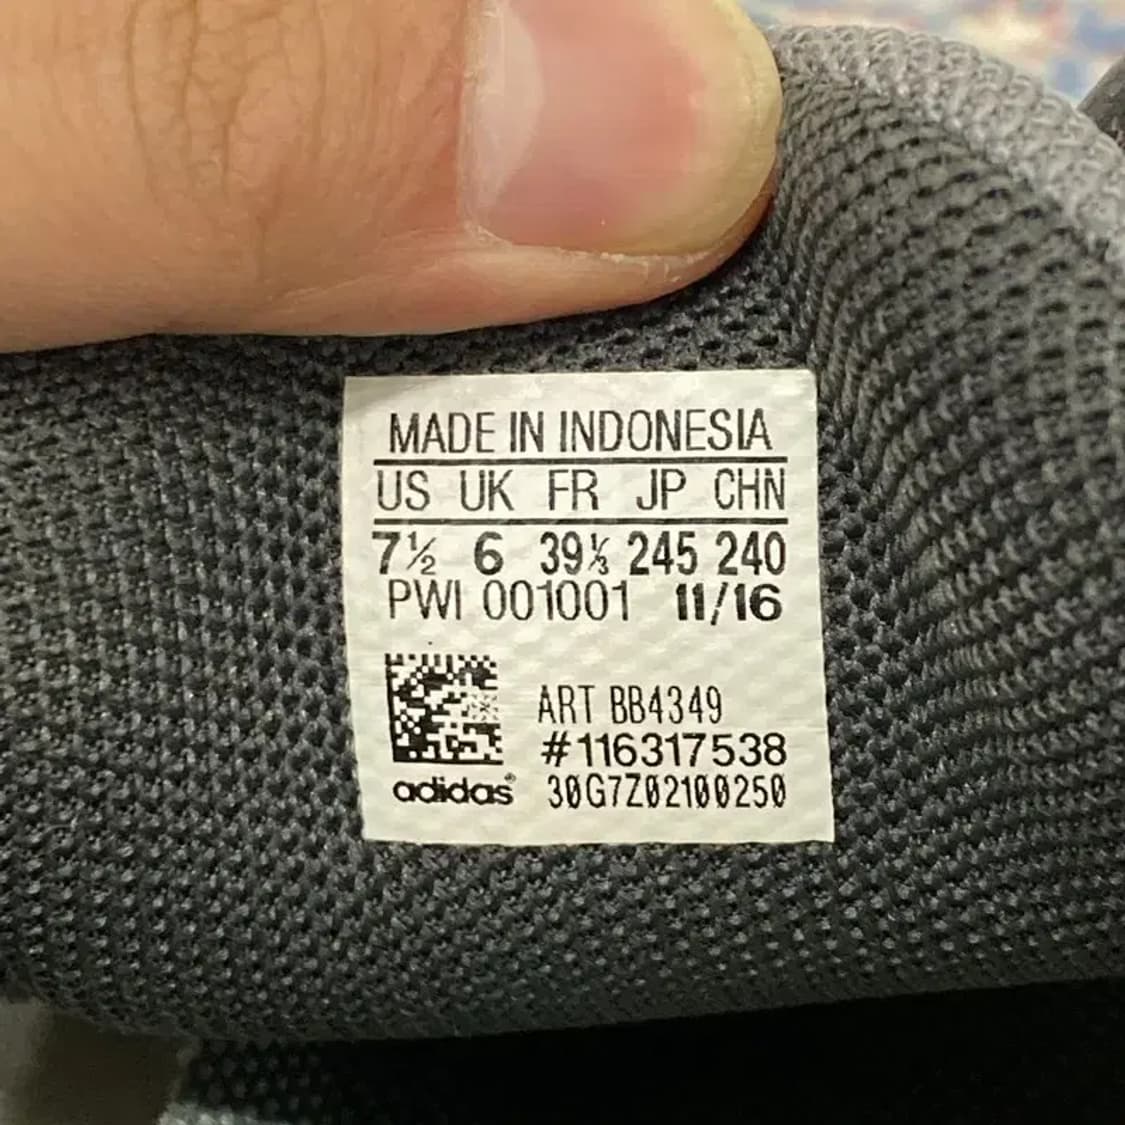 MADE IN INDONESIA
US UK FR JP CHN
7½ 6 39⅓ 245 240
PWI 001001 11/16
ART BB4349
#116317538
adidas® 30G7Z02100250